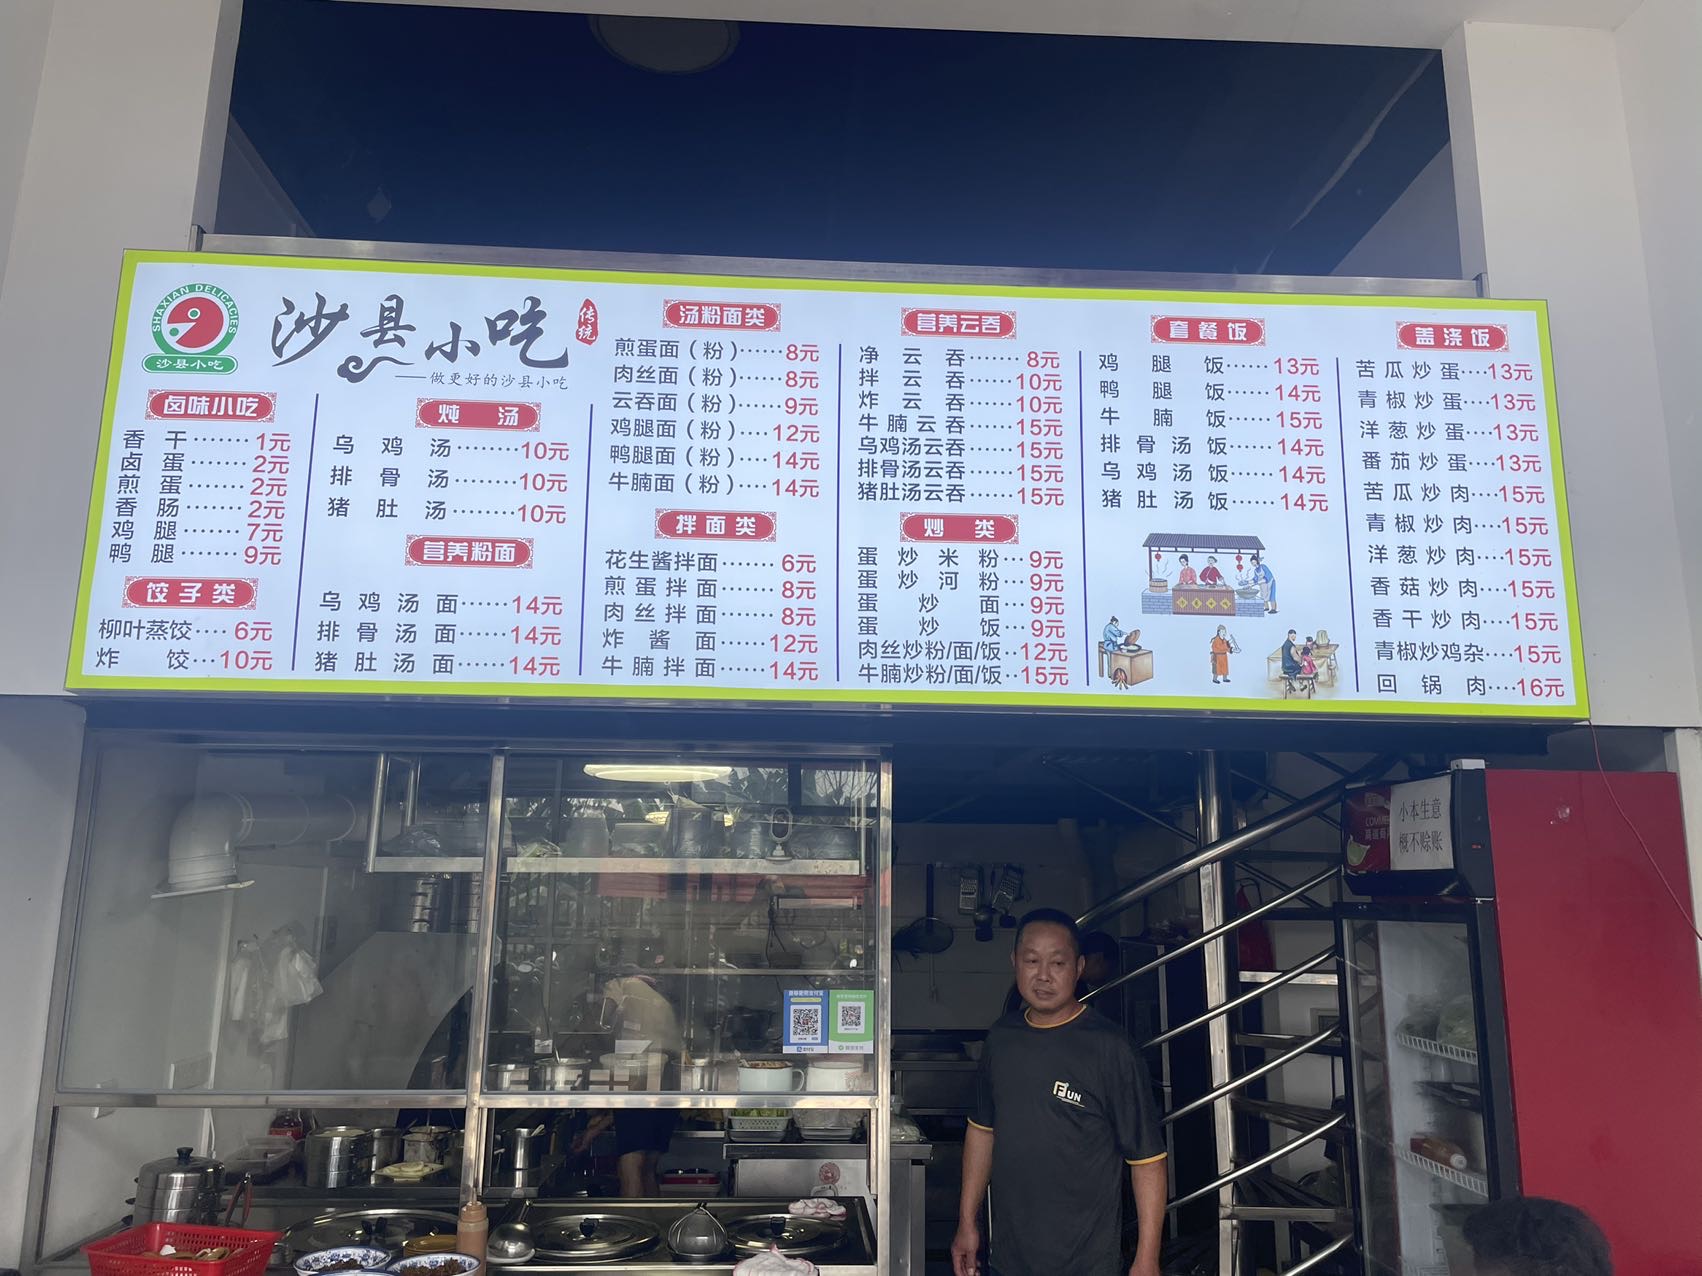 SHAXIAN DELICACIES
沙县小吃
沙县小吃
传统
——做更好的沙县小吃
卤味小吃
香干········1元
卤蛋········2元
煎蛋········2元
香肠········2元
鸡腿········7元
鸭腿········9元
饺子类
柳叶蒸饺····6元
炸饺····10元
炖汤
乌鸡汤········10元
排骨汤········10元
猪肚汤········10元
营养粉面
乌鸡汤面······14元
排骨汤面······14元
猪肚汤面······14元
汤粉面类
煎蛋面（粉）······8元
肉丝面（粉）······8元
云吞面（粉）······9元
鸡腿面（粉）····12元
鸭腿面（粉）····14元
牛腩面（粉）····14元
拌面类
花生酱拌面·······6元
煎蛋拌面·······8元
肉丝拌面·······8元
炸酱面······12元
牛腩拌面······14元
营养云吞
净云吞·······8元
拌云吞······10元
炸云吞······10元
牛腩云吞······15元
乌鸡汤云吞······15元
排骨汤云吞······15元
猪肚汤云吞······15元
炒类
蛋炒米粉···9元
蛋炒河粉···9元
蛋炒面···9元
蛋炒饭···9元
肉丝炒粉/面/饭··12元
牛腩炒粉/面/饭··15元
套餐饭
鸡腿饭······13元
鸭腿饭······14元
牛腩饭······15元
排骨汤饭······14元
乌鸡汤饭······14元
猪肚汤饭······14元
盖浇饭
苦瓜炒蛋····13元
青椒炒蛋····13元
洋葱炒蛋····13元
番茄炒蛋····13元
苦瓜炒肉····15元
青椒炒肉····15元
洋葱炒肉····15元
香菇炒肉····15元
香干炒肉····15元
青椒炒鸡杂····15元
回锅肉····16元
小本生意
概不赊账
FUN